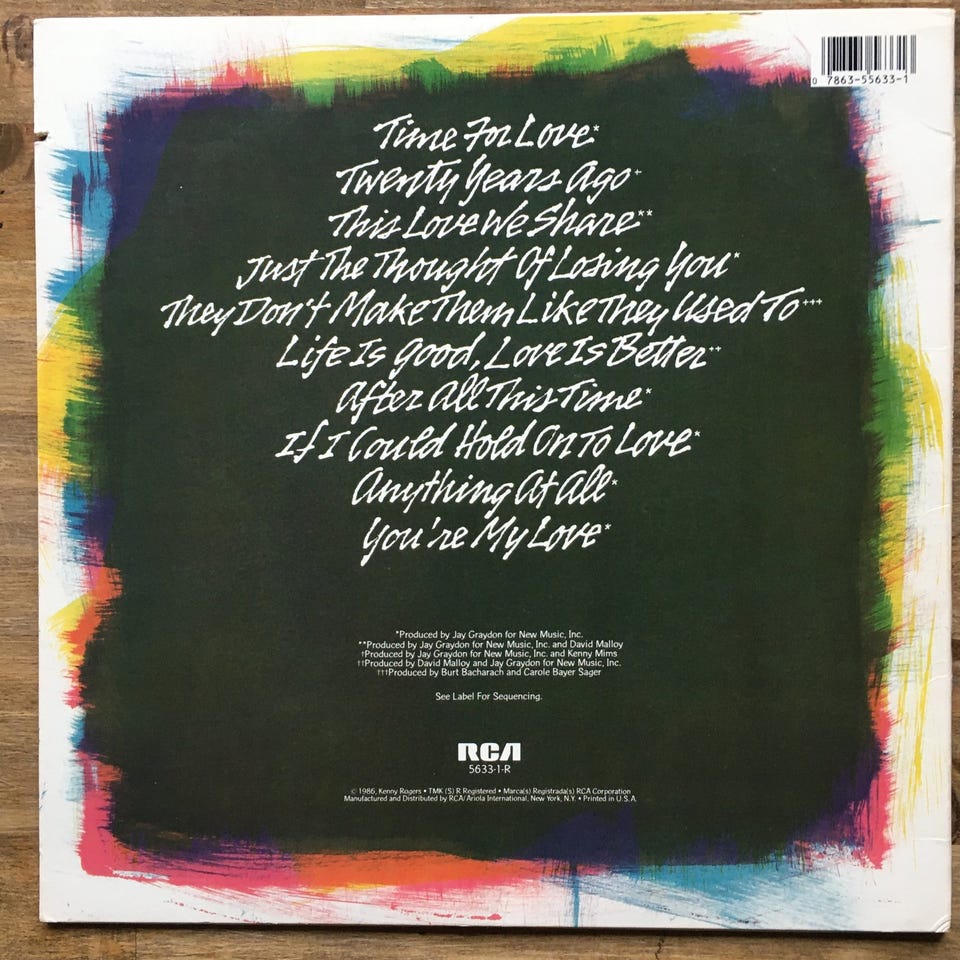 0 7863-55633-1
Time For Love*
Twenty Years Ago†
This Love We Share**
Just The Thought Of Losing You*
They Don't Make Them Like They Used To†††
Life Is Good, Love Is Better††
After All This Time*
If I Could Hold On To Love*
Anything At All*
You're My Love*
*Produced by Jay Graydon for New Music, Inc.
**Produced by Jay Graydon for New Music, Inc. and David Malloy
†Produced by Jay Graydon for New Music, Inc. and Kenny Mims
††Produced by David Malloy and Jay Graydon for New Music, Inc.
†††Produced by Burt Bacharach and Carole Bayer Sager
See Label For Sequencing.
RCA
5633-1-R
© 1986, Kenny Rogers • TMK (S) ® Registered • Marca(s) Registrada(s) RCA Corporation
Manufactured and Distributed by RCA/Ariola International, New York, N.Y. • Printed in U.S.A.